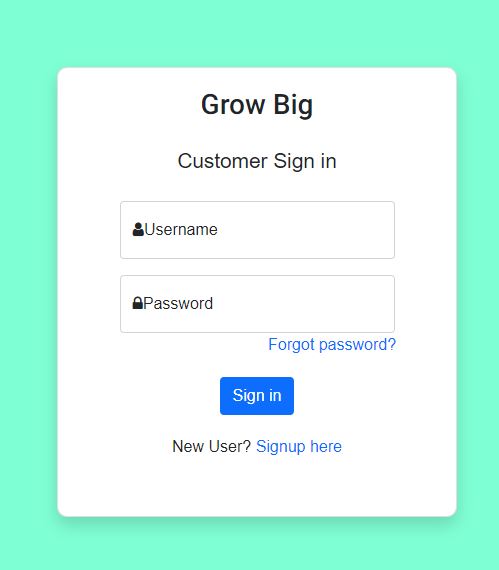 Grow Big
Customer Sign in
Username
Password
Forgot password?
Sign in
New User? Signup here